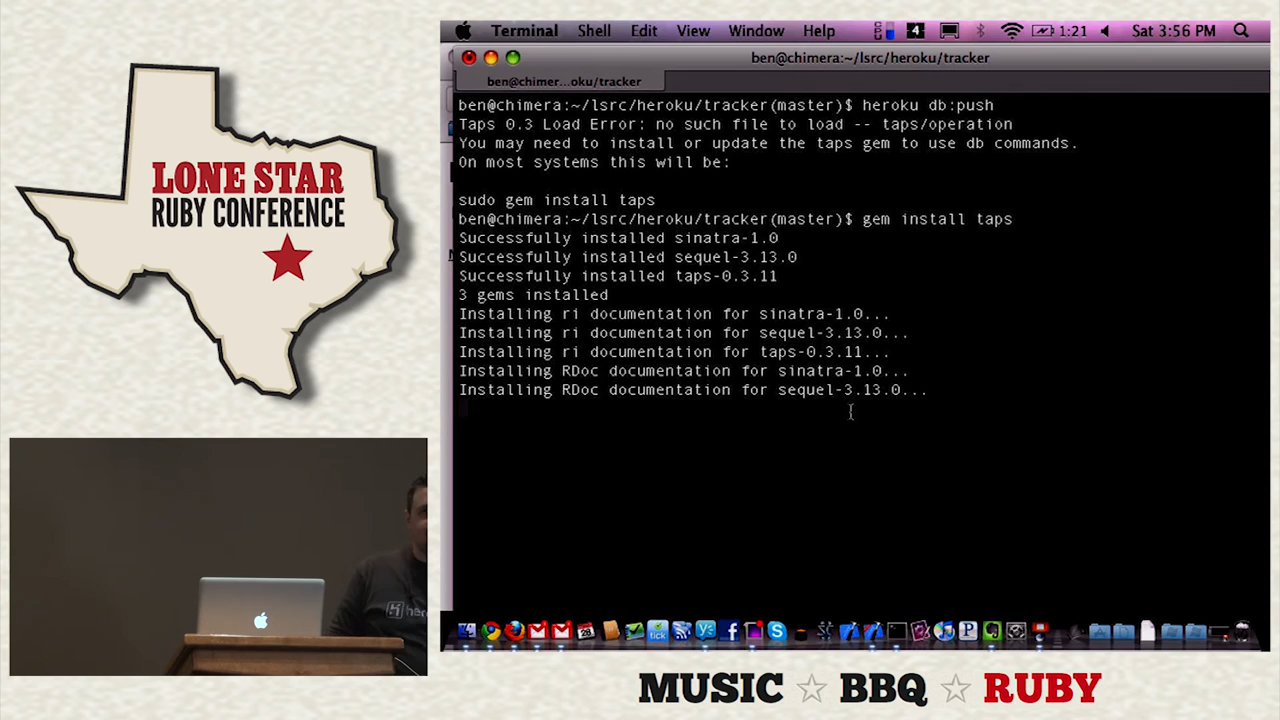 LONE STAR
RUBY CONFERENCE
Terminal Shell Edit View Window Help
4
1:21
Sat 3:56 PM
ben@chimera:~/lsrc/heroku/tracker
ben@chimer...oku/tracker
ben@chimera:~/lsrc/heroku/tracker(master)$ heroku db:push
Taps 0.3 Load Error: no such file to load -- taps/operation
You may need to install or update the taps gem to use db commands.
On most systems this will be:
sudo gem install taps
ben@chimera:~/lsrc/heroku/tracker(master)$ gem install taps
Successfully installed sinatra-1.0
Successfully installed sequel-3.13.0
Successfully installed taps-0.3.11
3 gems installed
Installing ri documentation for sinatra-1.0...
Installing ri documentation for sequel-3.13.0...
Installing ri documentation for taps-0.3.11...
Installing RDoc documentation for sinatra-1.0...
Installing RDoc documentation for sequel-3.13.0...
tick
MUSIC ☆ BBQ ☆ RUBY